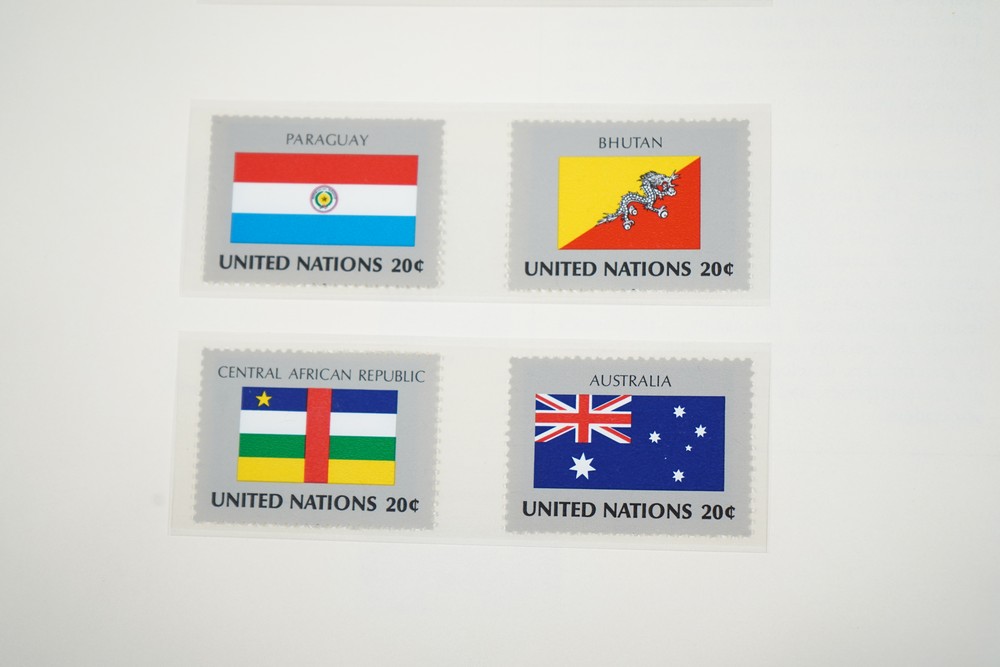 PARAGUAY
UNITED NATIONS 20¢
BHUTAN
UNITED NATIONS 20¢
CENTRAL AFRICAN REPUBLIC
UNITED NATIONS 20¢
AUSTRALIA
UNITED NATIONS 20¢